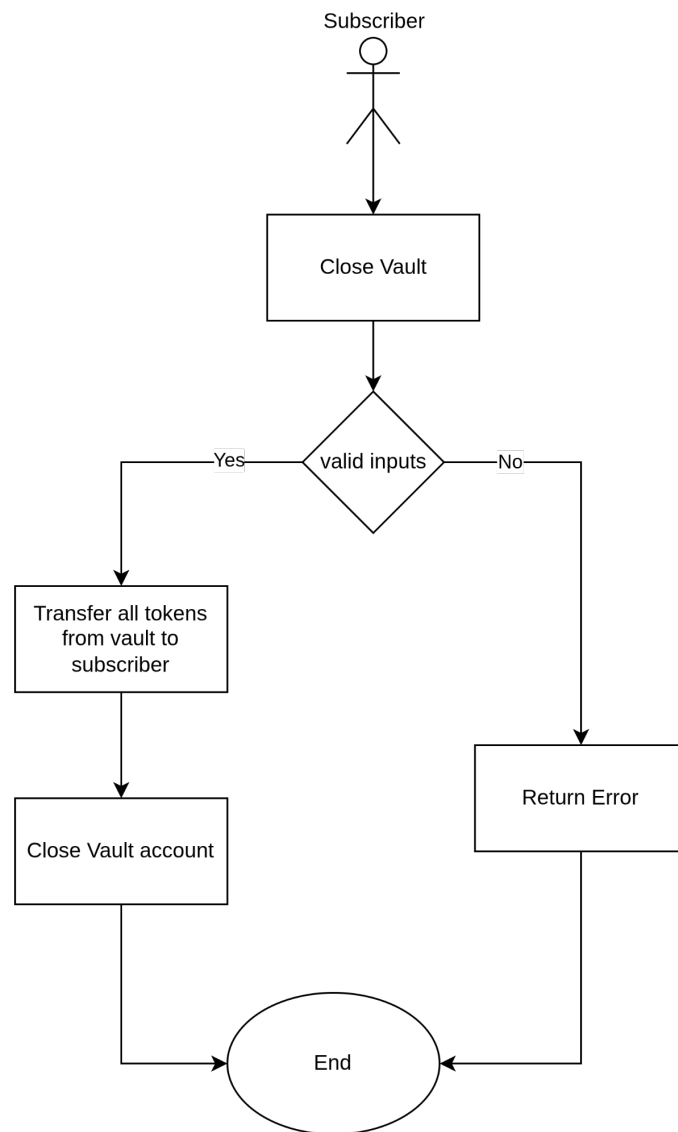 Subscriber
Close Vault
valid inputs
Yes
No
Transfer all tokens
from vault to
subscriber
Return Error
Close Vault account
End